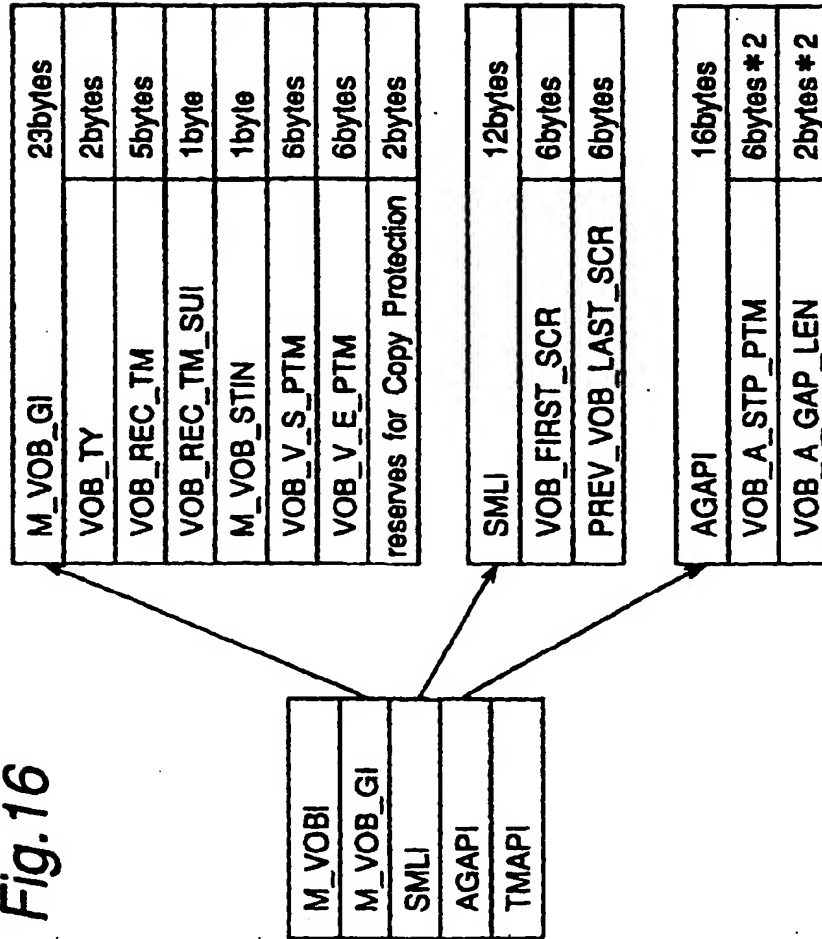 Fig.16
M_VOBI
M_VOB_GI
SMLI
AGAPI
TMAPI
M_VOB_GI 23bytes
VOB_TY 2bytes
VOB_REC_TM 5bytes
VOB_REC_TM_SUI 1byte
M_VOB_STIN 1byte
VOB_V_S_PTM 6bytes
VOB_V_E_PTM 6bytes
reserves for Copy Protection 2bytes
SMLI 12bytes
VOB_FIRST_SCR 6bytes
PREV_VOB_LAST_SCR 6bytes
AGAPI 16bytes
VOB_A_STP_PTM 6bytes*2
VOB_A_GAP_LEN 2bytes*2